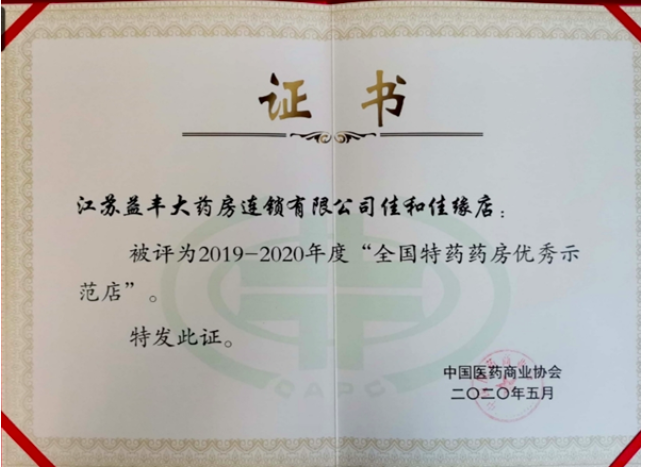 证 书
江苏益丰大药房连锁有限公司佳和佳缘店：
被评为2019-2020年度“全国特药药房优秀示
范店”。
特发此证。
CAPC
中国医药商业协会
二〇二〇年五月